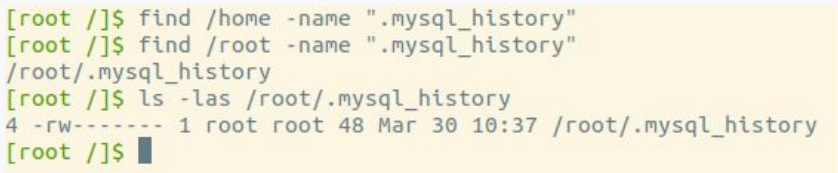 [root /]$ find /home -name ".mysql_history"
[root /]$ find /root -name ".mysql_history"
/root/.mysql_history
[root /]$ ls -las /root/.mysql_history
4 -rw------- 1 root root 48 Mar 30 10:37 /root/.mysql_history
[root /]$